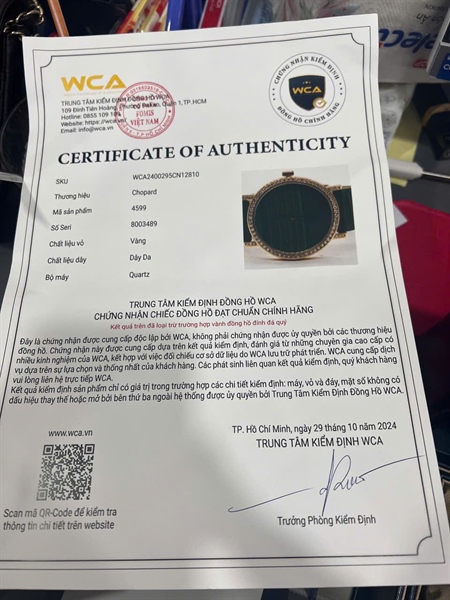 WCA
TRUNG TÂM KIỂM ĐỊNH ĐỒNG HỒ WCA
109 Đinh Tiên Hoàng, Phường Đakao, Quận 1, TP.HCM
Hotline: 0855 109 109
Website: https://wca.vn
Email: info@wca.vn
FOMIS
VIỆT NAM
CHỨNG NHẬN KIỂM ĐỊNH
WCA
ĐỒNG HỒ CHÍNH HÃNG
CERTIFICATE OF AUTHENTICITY
SKU WCA2400295CN12810
Thương hiệu Chopard
Mã sản phẩm 4599
Số Seri 8003489
Chất liệu vỏ Vàng
Chất liệu dây Dây Da
Bộ máy Quartz
TRUNG TÂM KIỂM ĐỊNH ĐỒNG HỒ WCA
CHỨNG NHẬN CHIẾC ĐỒNG HỒ ĐẠT CHUẨN CHÍNH HÃNG
Kết quả trên đã loại trừ trường hợp vành đồng hồ đính đá quý
Đây là chứng nhận được cung cấp độc lập bởi WCA, không phải chứng nhận được ủy quyền bởi các thương hiệu
đồng hồ. Chứng nhận này được cung cấp dựa trên kết quả kiểm định, đánh giá từ những chuyên gia cao cấp có
nhiều kinh nghiệm của WCA, kết hợp với việc đối chiếu cơ sở dữ liệu do WCA lưu trữ phát triển. WCA cung cấp dịch
vụ dựa trên sự lựa chọn và thống nhất của khách hàng. Các phát sinh liên quan kết quả kiểm định, quý khách hàng
vui lòng liên hệ trực tiếp WCA.
Kết quả kiểm định sản phẩm chỉ có giá trị trong trường hợp các chi tiết kiểm định: máy, vỏ và đáy, mặt số không có
dấu hiệu thay thế hoặc mở bởi bên thứ ba ngoài hệ thống được ủy quyền bởi Trung Tâm Kiểm Định Đồng Hồ WCA.
www.wca.vn
Scan mã QR-Code để kiểm tra
thông tin chi tiết trên website
TP. Hồ Chí Minh, ngày 29 tháng 10 năm 2024
TRUNG TÂM KIỂM ĐỊNH WCA
Trưởng Phòng Kiểm Định